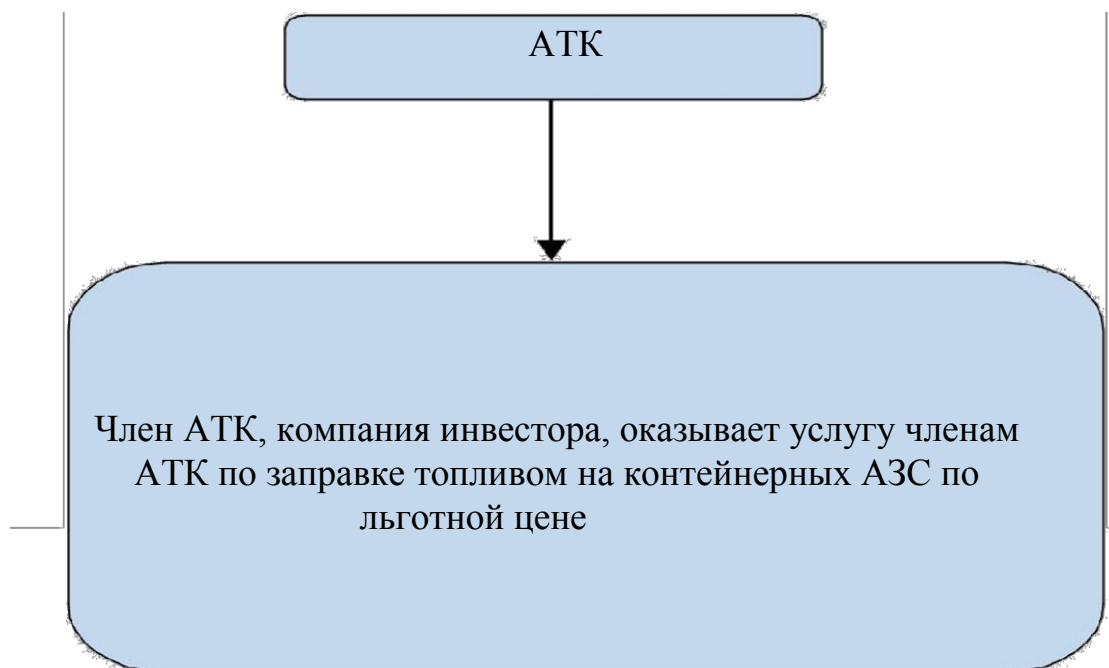 АТК
Член АТК, компания инвестора, оказывает услугу членам
АТК по заправке топливом на контейнерных АЗС по
льготной цене